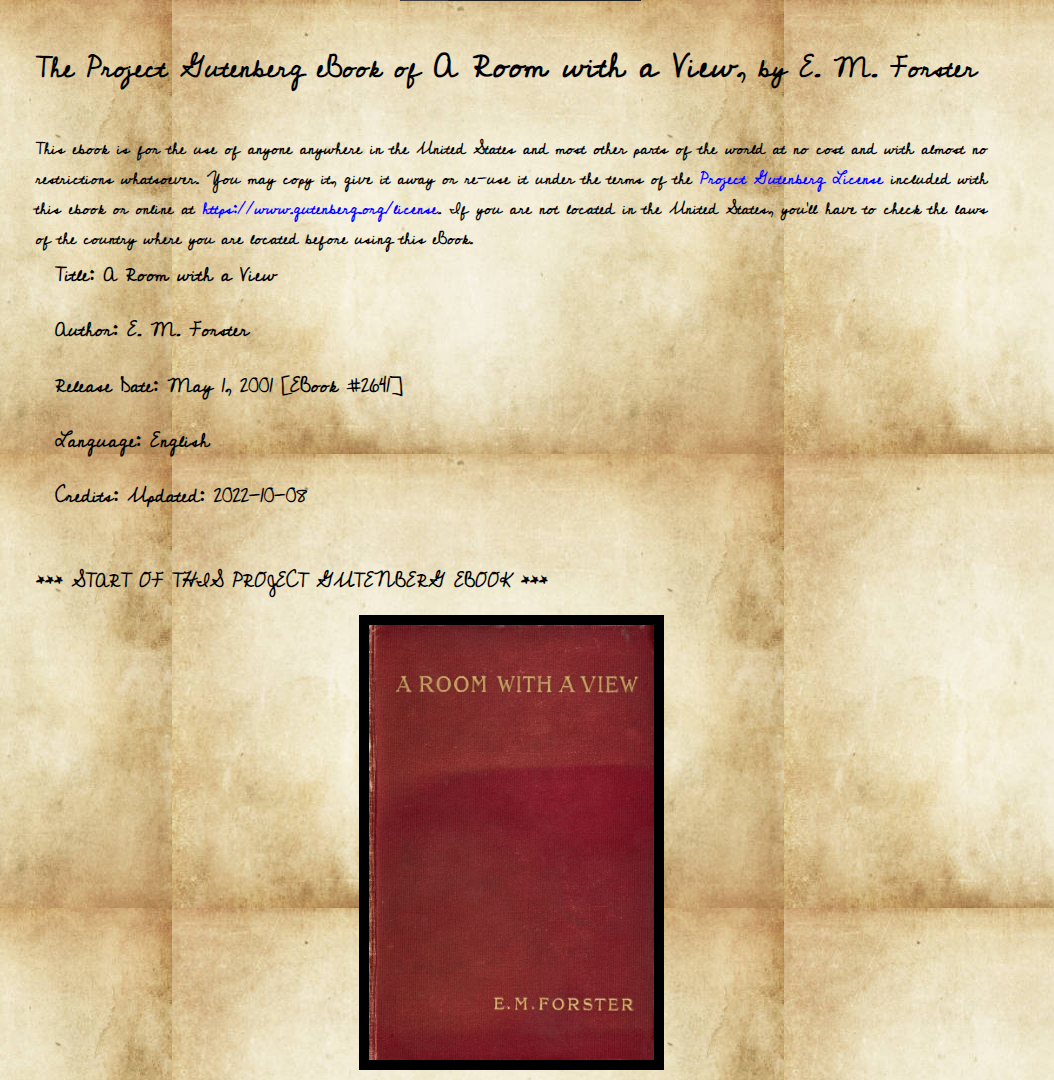 The Project Gutenberg eBook of A Room with a View, by E. M. Forster
This ebook is for the use of anyone anywhere in the United States and most other parts of the world at no cost and with almost no
restrictions whatsoever. You may copy it, give it away or re-use it under the terms of the Project Gutenberg License included with
this ebook or online at https://www.gutenberg.org/license. If you are not located in the United States, you'll have to check the laws
of the country where you are located before using this eBook.
Title: A Room with a View
Author: E. M. Forster
Release Date: May 1, 2001 [EBook #2641]
Language: English
Credits: Updated: 2022-10-08
*** START OF THIS PROJECT GUTENBERG EBOOK ***
A ROOM WITH A VIEW
E.M.FORSTER